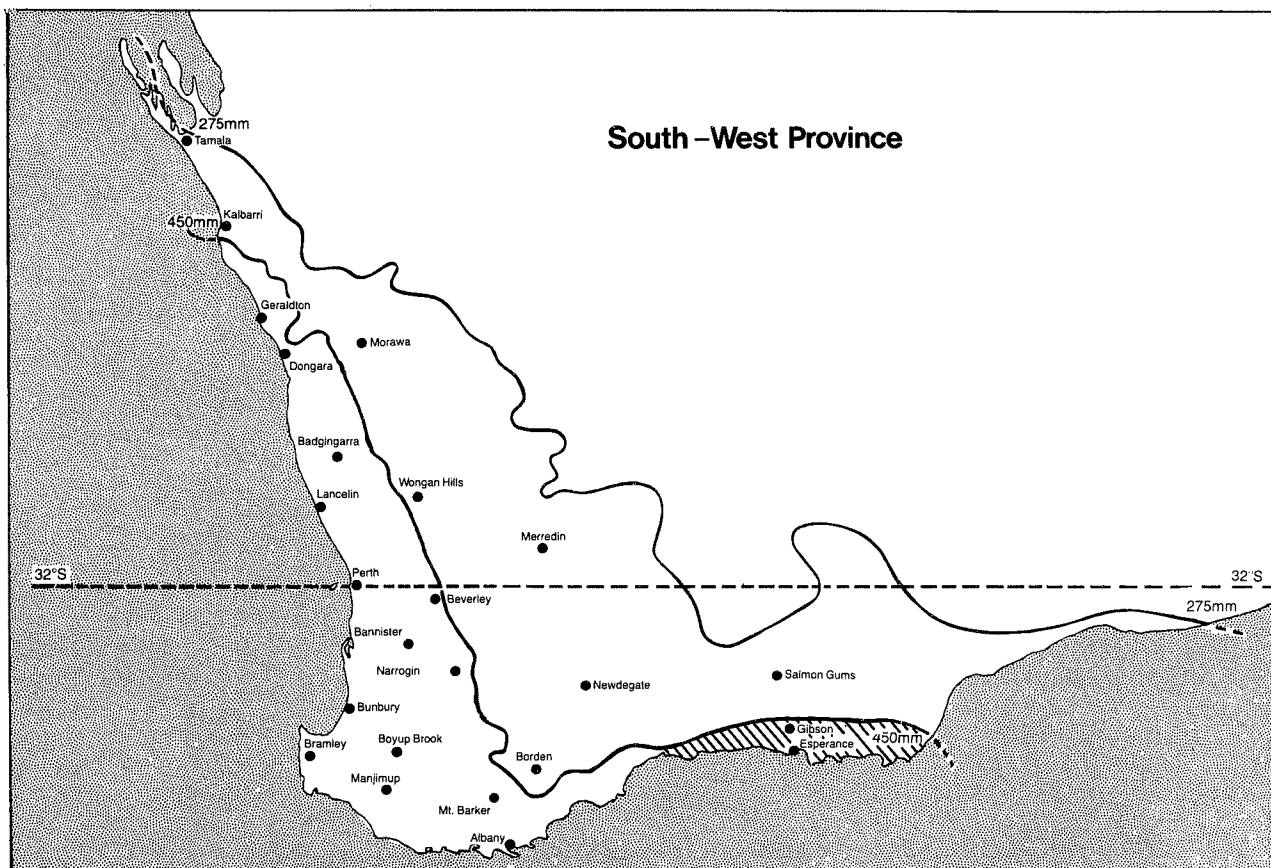 275mm
South-West Province
Tamala
Kalbarri
450mm
Geraldton
Morawa
Dongara
Badgingarra
Wongan Hills
Lancelin
Merredin
32°S
Perth
32°S
Beverley
275mm
Bannister
Narrogin
Salmon Gums
Newdegate
Bunbury
Gibson
450mm
Bramley
Boyup Brook
Esperance
Borden
Manjimup
Mt. Barker
Albany